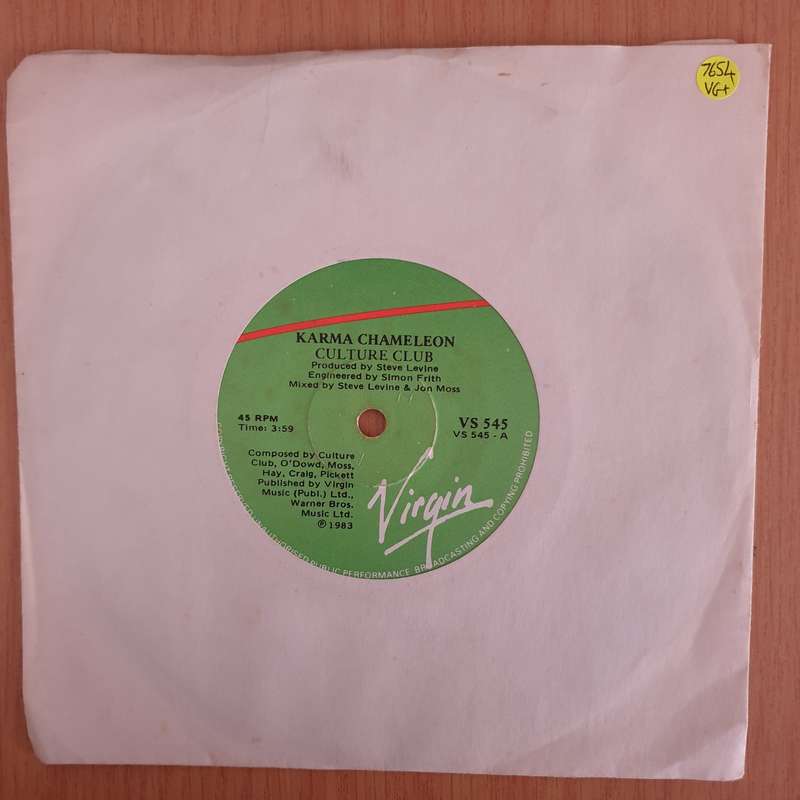 7654
VG+
KARMA CHAMELEON
CULTURE CLUB
Produced by Steve Levine
Engineered by Simon Frith
Mixed by Steve Levine & Jon Moss
45 RPM
Time: 3:59
VS 545
VS 545 - A
Composed by Culture
Club, O'Dowd, Moss,
Hay, Craig, Pickett
Published by Virgin
Music (Publ.) Ltd.,
Warner Bros.
Music Ltd.
℗ 1983
Virgin
PUBLIC PERFORMANCE BROADCASTING AND COPYING PROHIBITED